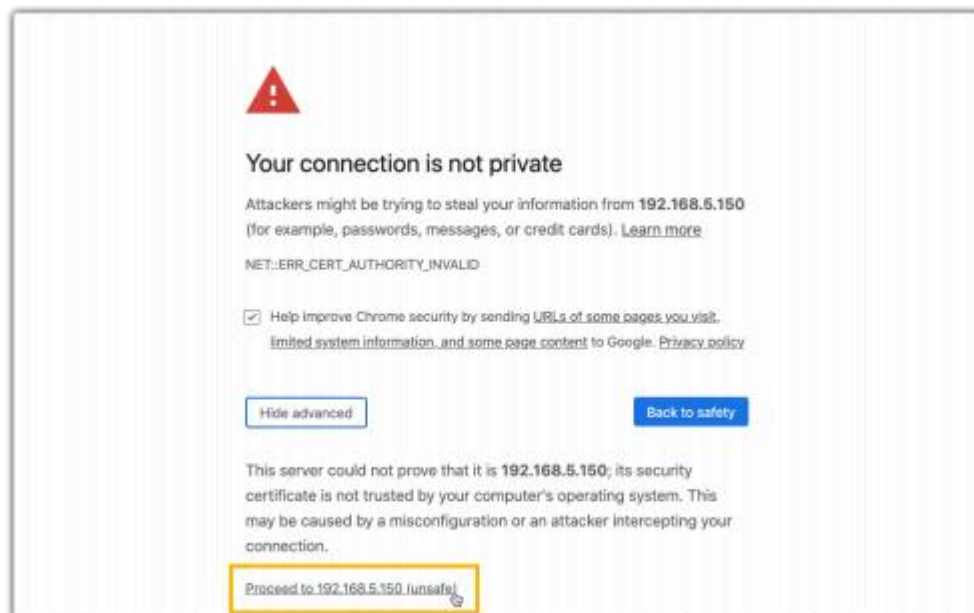 Your connection is not private
Attackers might be trying to steal your information from 192.168.5.150
(for example, passwords, messages, or credit cards). Learn more
NET::ERR_CERT_AUTHORITY_INVALID
Help improve Chrome security by sending URLs of some pages you visit,
limited system information, and some page content to Google. Privacy policy
Hide advanced
Back to safety
This server could not prove that it is 192.168.5.150; its security
certificate is not trusted by your computer's operating system. This
may be caused by a misconfiguration or an attacker intercepting your
connection.
Proceed to 192.168.5.150 (unsafe)